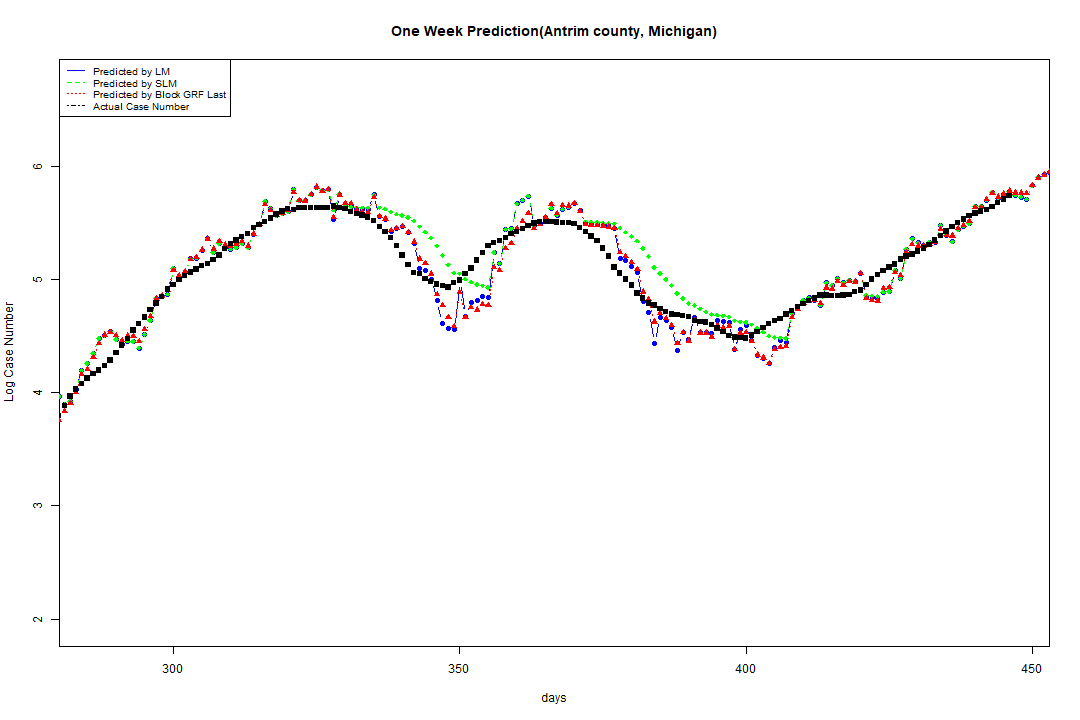 One Week Prediction(Antrim county, Michigan)
Predicted by LM
Predicted by SLM
Predicted by Block GRF Last
Actual Case Number
6
5
4
3
2
Log Case Number
300 350 400 450
days